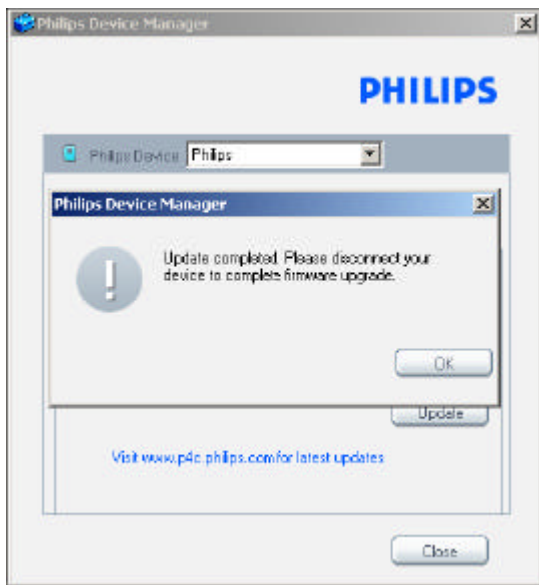 Philips Device Manager
PHILIPS
Philips Device Philips
Philips Device Manager
Update completed. Please disconnect your
device to complete firmware upgrade.
OK
Update
Visit www.p4c.philips.com for latest updates
Close